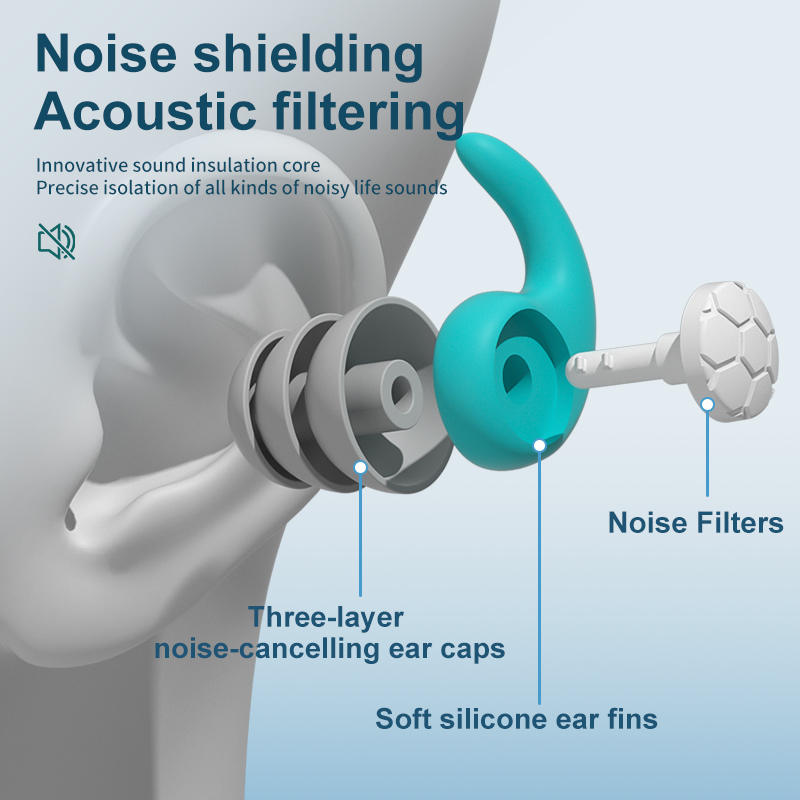 Noise shielding
Acoustic filtering
Innovative sound insulation core
Precise isolation of all kinds of noisy life sounds
Noise Filters
Three-layer
noise-cancelling ear caps
Soft silicone ear fins